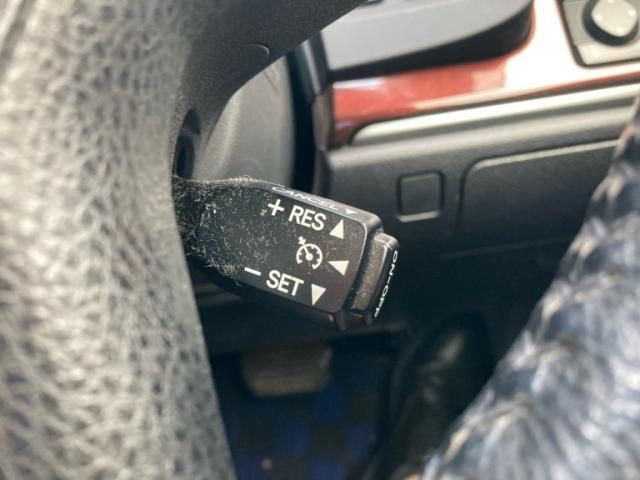 CANCEL
+ RES
- SET
ON-OFF